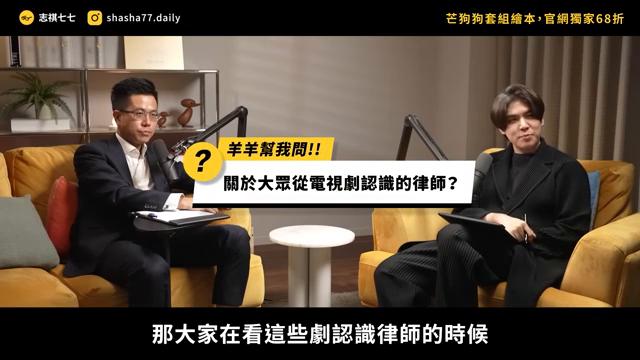 志祺七七
shasha77.daily
芒狗狗套組繪本，官網獨家68折
?
羊羊幫我問!!
關於大眾從電視劇認識的律師？
那大家在看這些劇認識律師的時候